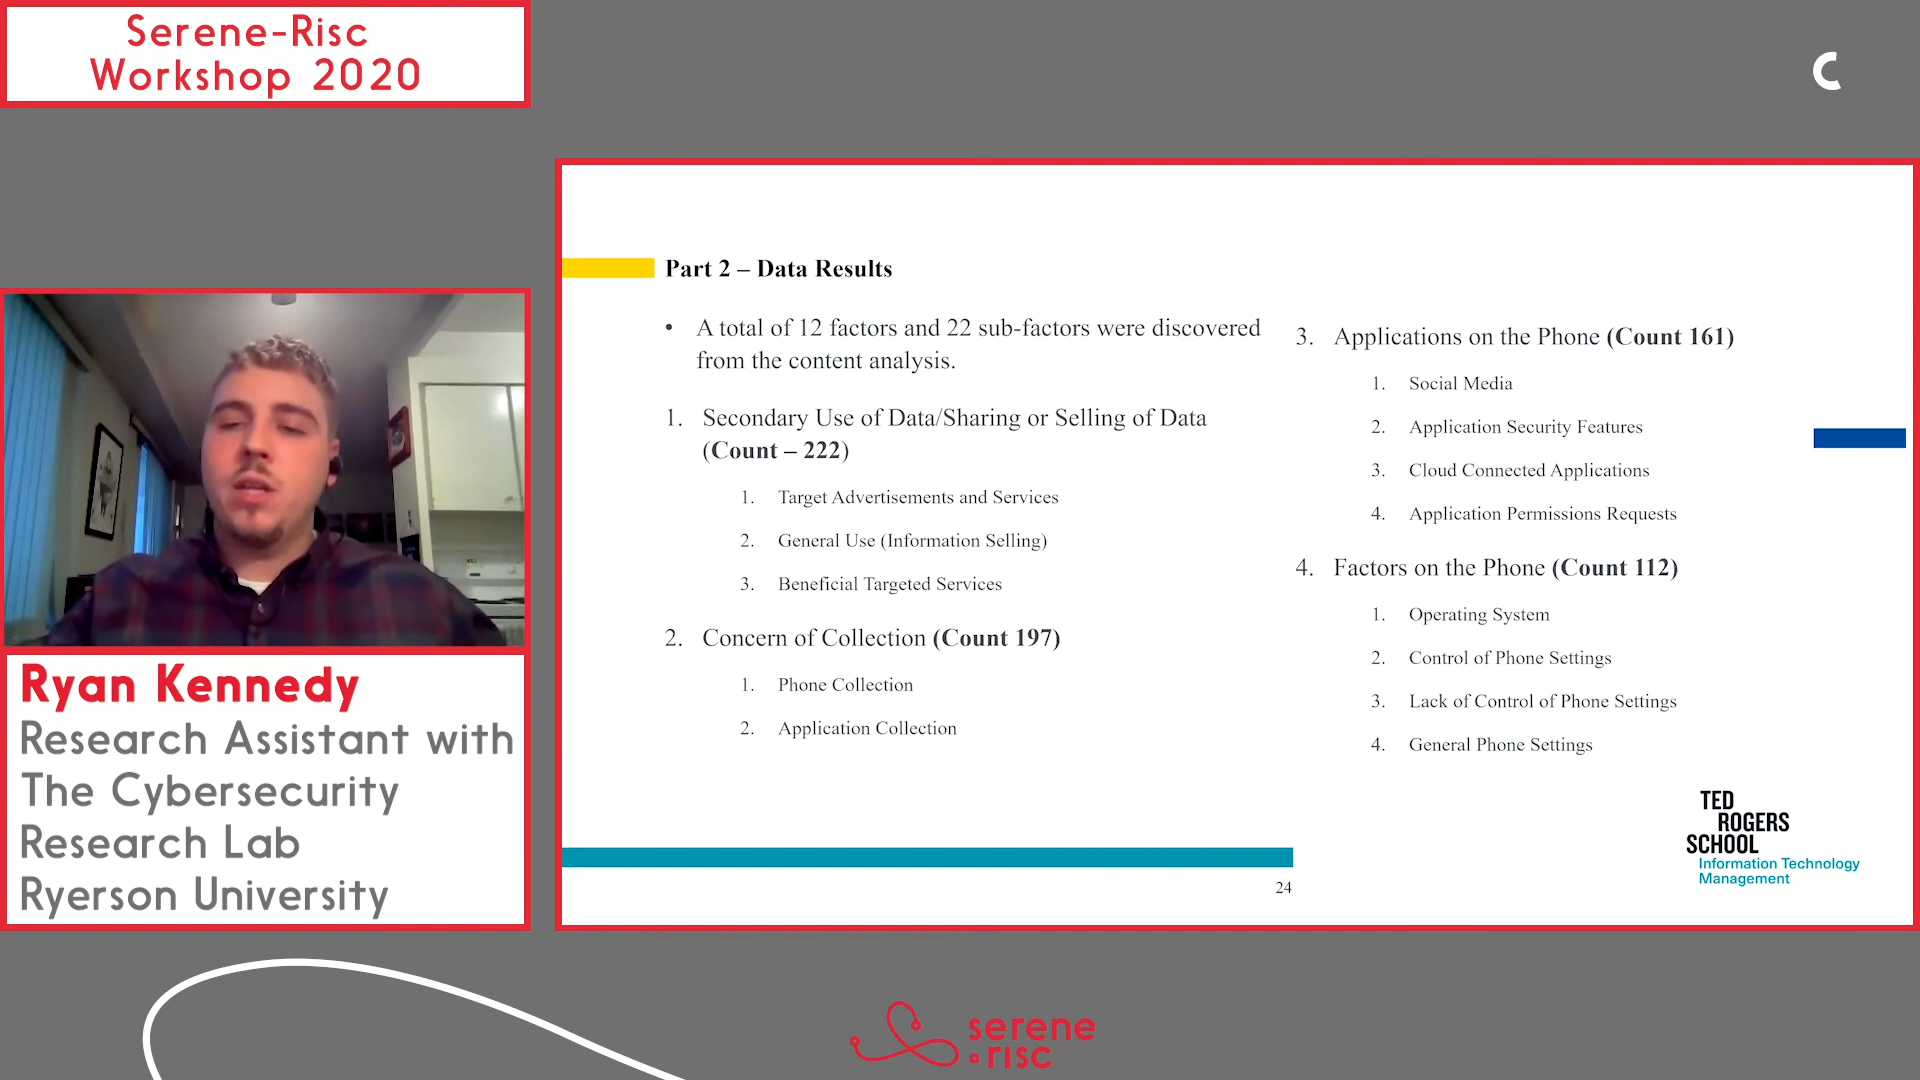 Serene-Risc
Workshop 2020
C
Part 2 – Data Results
• A total of 12 factors and 22 sub-factors were discovered
from the content analysis.
1. Secondary Use of Data/Sharing or Selling of Data
(Count – 222)
1. Target Advertisements and Services
2. General Use (Information Selling)
3. Beneficial Targeted Services
2. Concern of Collection (Count 197)
1. Phone Collection
2. Application Collection
3. Applications on the Phone (Count 161)
1. Social Media
2. Application Security Features
3. Cloud Connected Applications
4. Application Permissions Requests
4. Factors on the Phone (Count 112)
1. Operating System
2. Control of Phone Settings
3. Lack of Control of Phone Settings
4. General Phone Settings
TED
ROGERS
SCHOOL
Information Technology
Management
24
Ryan Kennedy
Research Assistant with
The Cybersecurity
Research Lab
Ryerson University
serene
risc